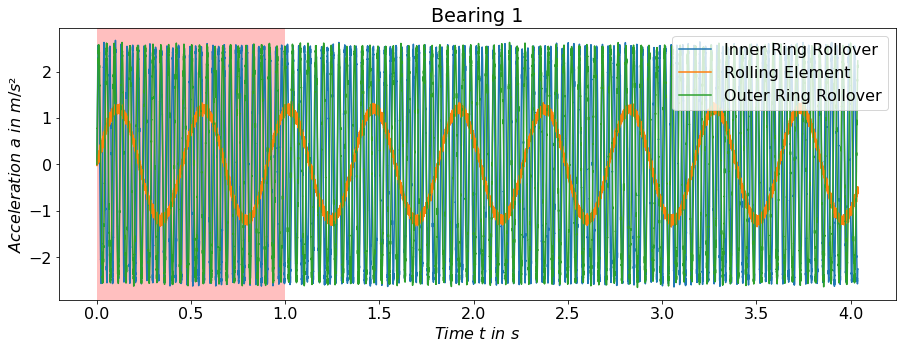 Bearing 1
Inner Ring Rollover
Rolling Element
Outer Ring Rollover
Acceleration a in m/s²
2
1
0
−1
−2
0.0 0.5 1.0 1.5 2.0 2.5 3.0 3.5 4.0
Time t in s